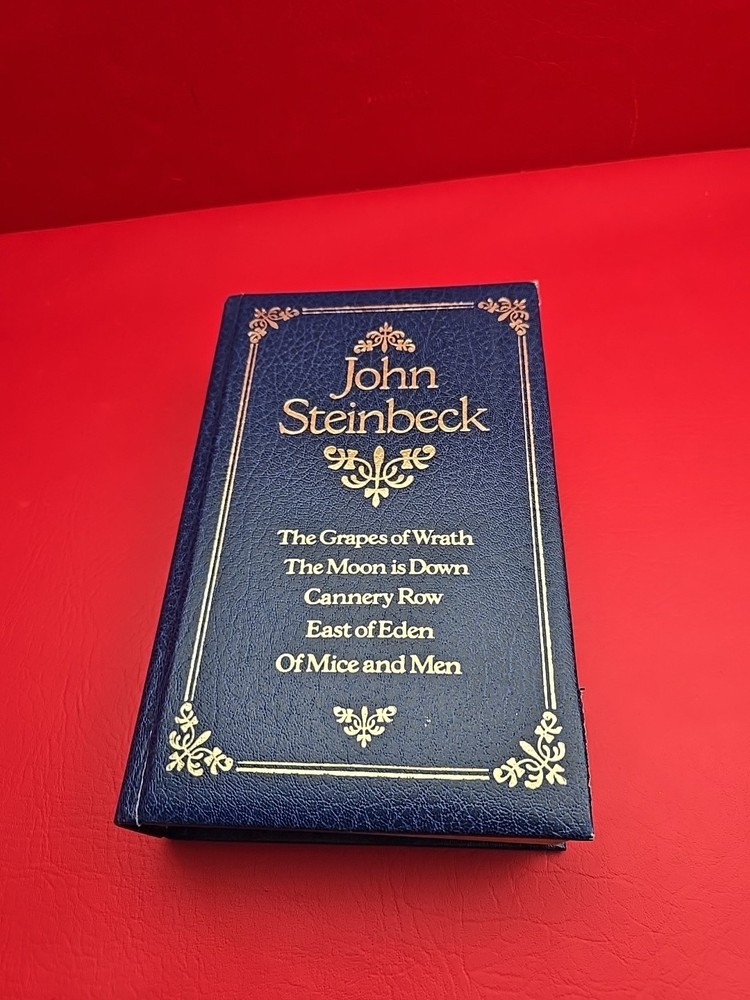 John
Steinbeck
The Grapes of Wrath
The Moon is Down
Cannery Row
East of Eden
Of Mice and Men